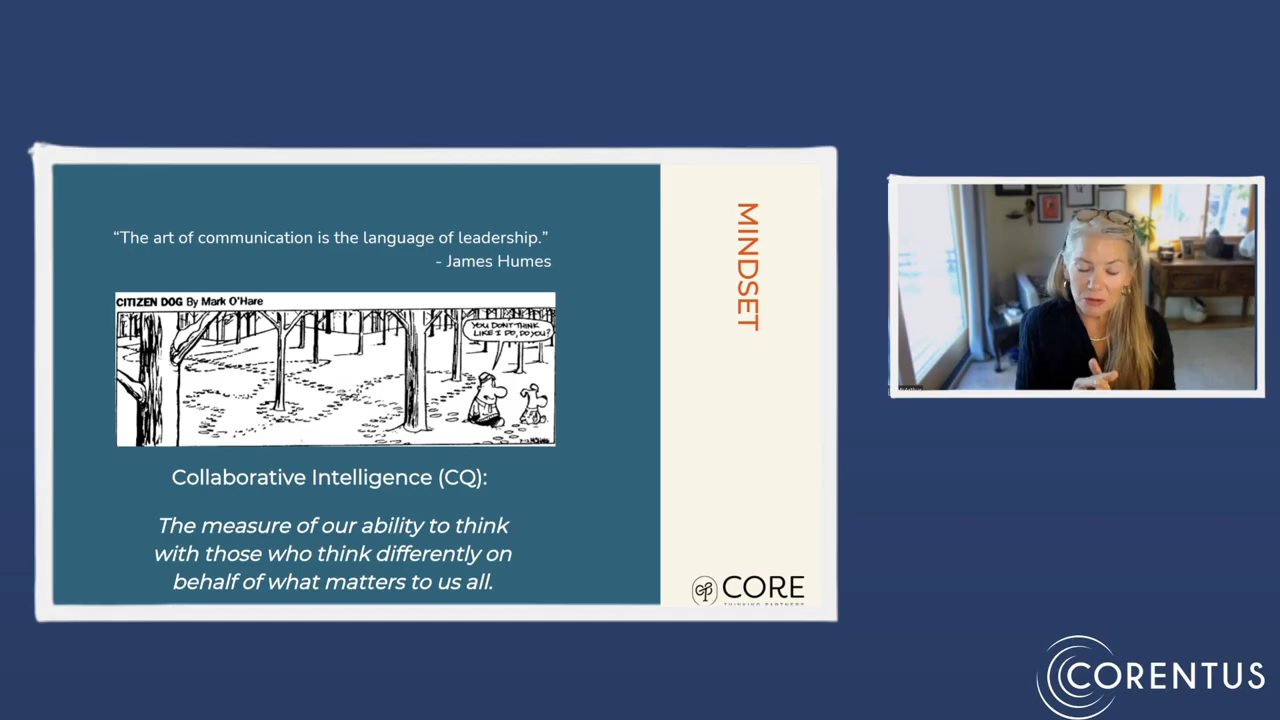 “The art of communication is the language of leadership.”
- James Humes
CITIZEN DOG By Mark O'Hare
YOU DON'T THINK
LIKE I DO, DO YOU?
Collaborative Intelligence (CQ):
The measure of our ability to think
with those who think differently on
behalf of what matters to us all.
MINDSET
CORE
THINKING PARTNERS
CORENTUS